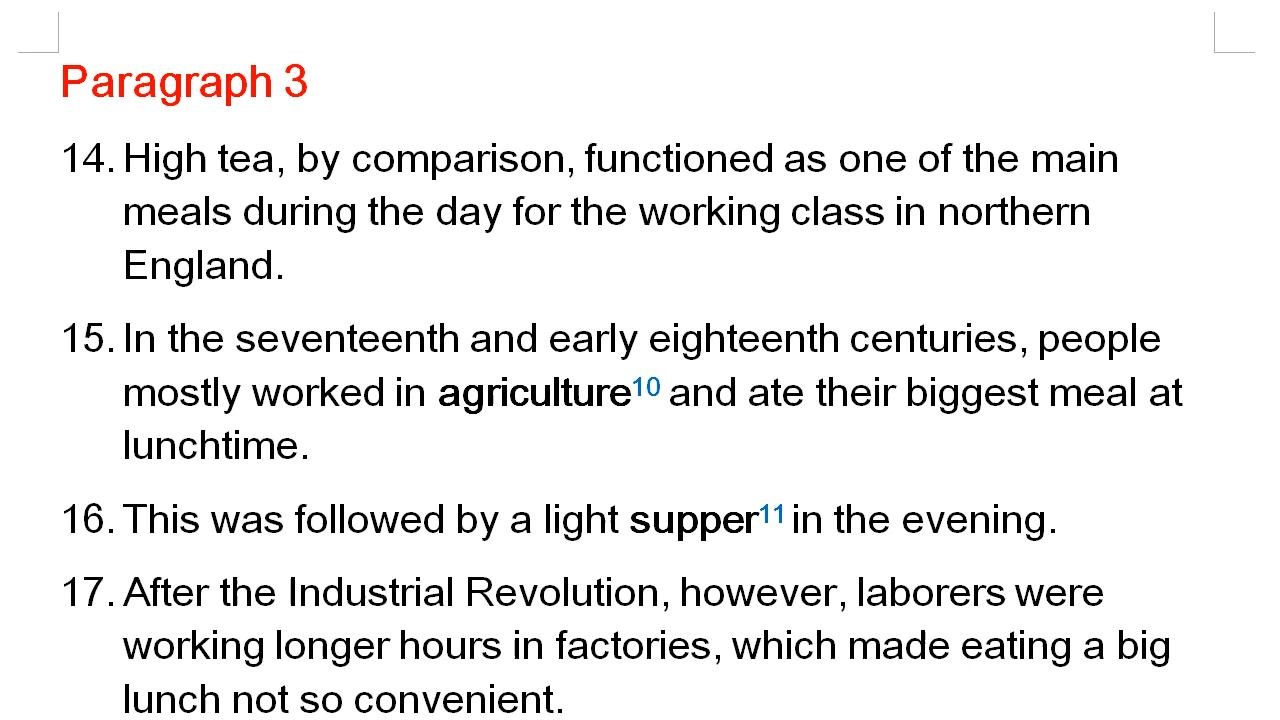 Paragraph 3
14. High tea, by comparison, functioned as one of the main
meals during the day for the working class in northern
England.
15. In the seventeenth and early eighteenth centuries, people
mostly worked in agriculture10 and ate their biggest meal at
lunchtime.
16. This was followed by a light supper11 in the evening.
17. After the Industrial Revolution, however, laborers were
working longer hours in factories, which made eating a big
lunch not so convenient.